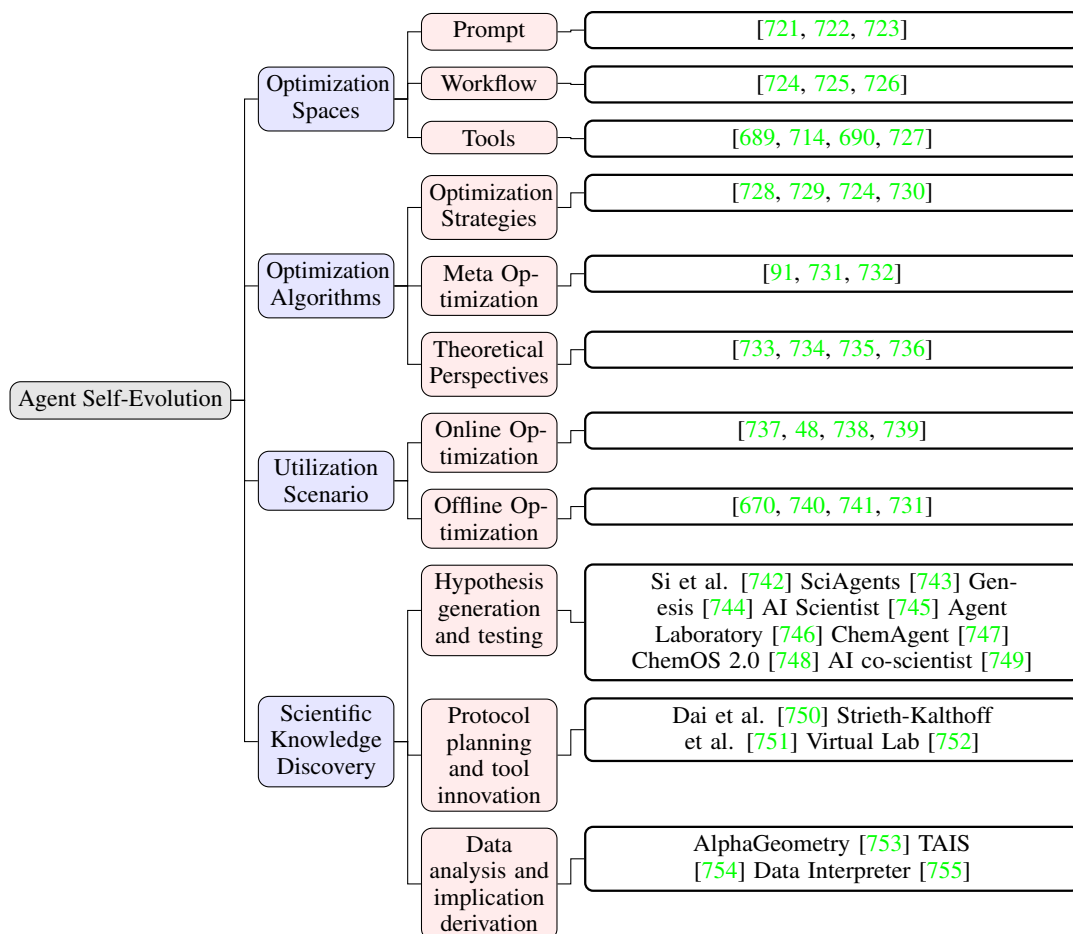 Agent Self-Evolution
Optimization
Spaces
Prompt
[721, 722, 723]
Workflow
[724, 725, 726]
Tools
[689, 714, 690, 727]
Optimization
Algorithms
Optimization
Strategies
[728, 729, 724, 730]
Meta Op-
timization
[91, 731, 732]
Theoretical
Perspectives
[733, 734, 735, 736]
Utilization
Scenario
Online Op-
timization
[737, 48, 738, 739]
Offline Op-
timization
[670, 740, 741, 731]
Scientific
Knowledge
Discovery
Hypothesis
generation
and testing
Si et al. [742] SciAgents [743] Gen-
esis [744] AI Scientist [745] Agent
Laboratory [746] ChemAgent [747]
ChemOS 2.0 [748] AI co-scientist [749]
Protocol
planning
and tool
innovation
Dai et al. [750] Strieth-Kalthoff
et al. [751] Virtual Lab [752]
Data
analysis and
implication
derivation
AlphaGeometry [753] TAIS
[754] Data Interpreter [755]